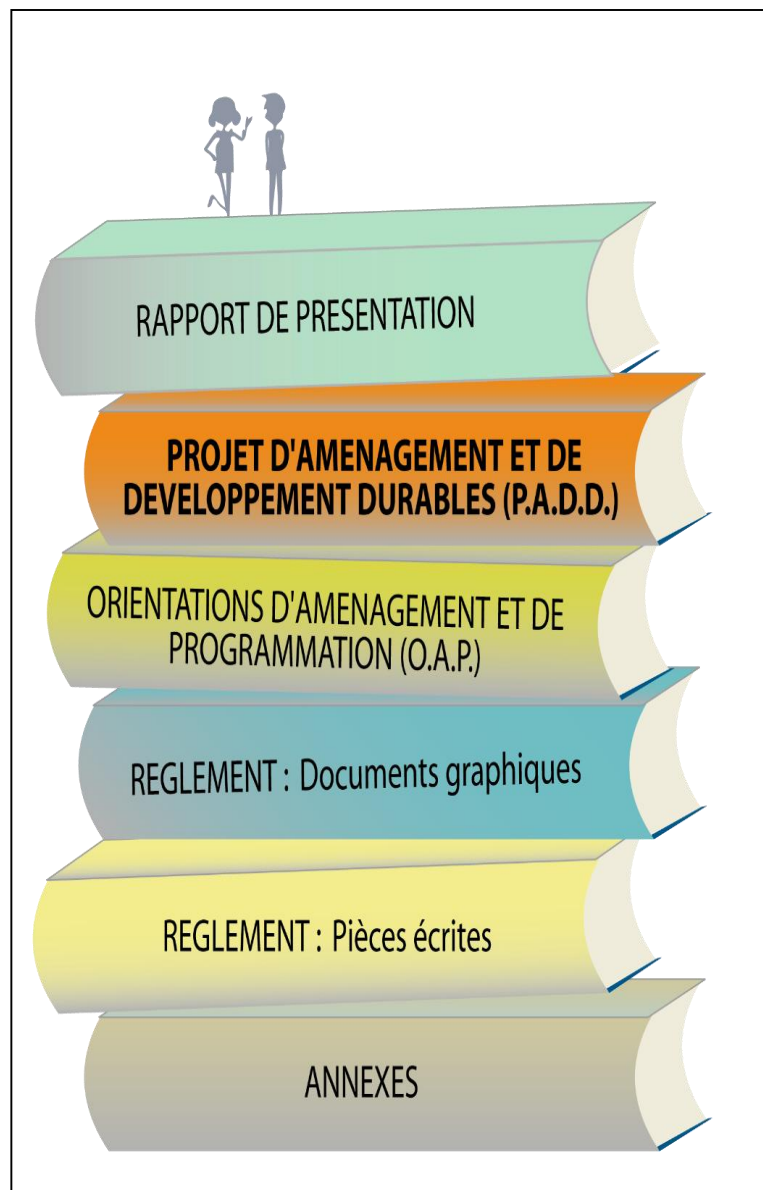 RAPPORT DE PRESENTATION
PROJET D'AMENAGEMENT ET DE
DEVELOPPEMENT DURABLES (P.A.D.D.)
ORIENTATIONS D'AMENAGEMENT ET DE
PROGRAMMATION (O.A.P.)
REGLEMENT : Documents graphiques
REGLEMENT : Pièces écrites
ANNEXES